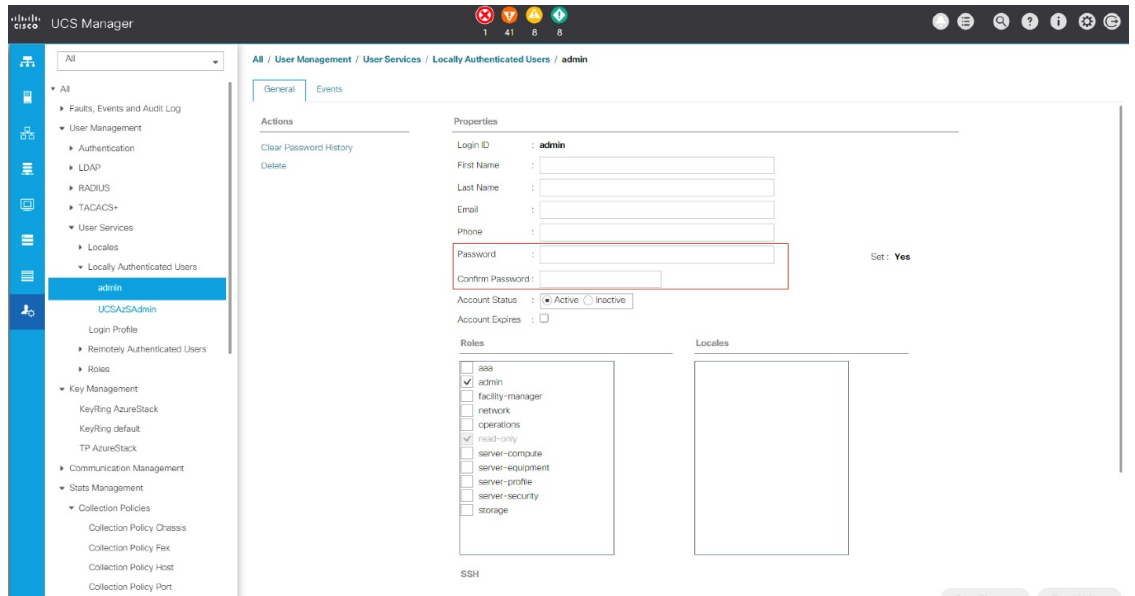 cisco UCS Manager
1 41 8 8
All
All
Faults, Events and Audit Log
User Management
Authentication
LDAP
RADIUS
TACACS+
User Services
Locales
Locally Authenticated Users
admin
UCSAzSAdmin
Login Profile
Remotely Authenticated Users
Roles
Key Management
KeyRing AzureStack
KeyRing default
TP AzureStack
Communication Management
Stats Management
Collection Policies
Collection Policy Chassis
Collection Policy Fex
Collection Policy Host
Collection Policy Port
All / User Management / User Services / Locally Authenticated Users / admin
General Events
Actions
Clear Password History
Delete
Properties
Login ID : admin
First Name :
Last Name :
Email :
Phone :
Password : Set : Yes
Confirm Password :
Account Status : Active Inactive
Account Expires :
Roles
aaa
admin
facility-manager
network
operations
read-only
server-compute
server-equipment
server-profile
server-security
storage
Locales
SSH